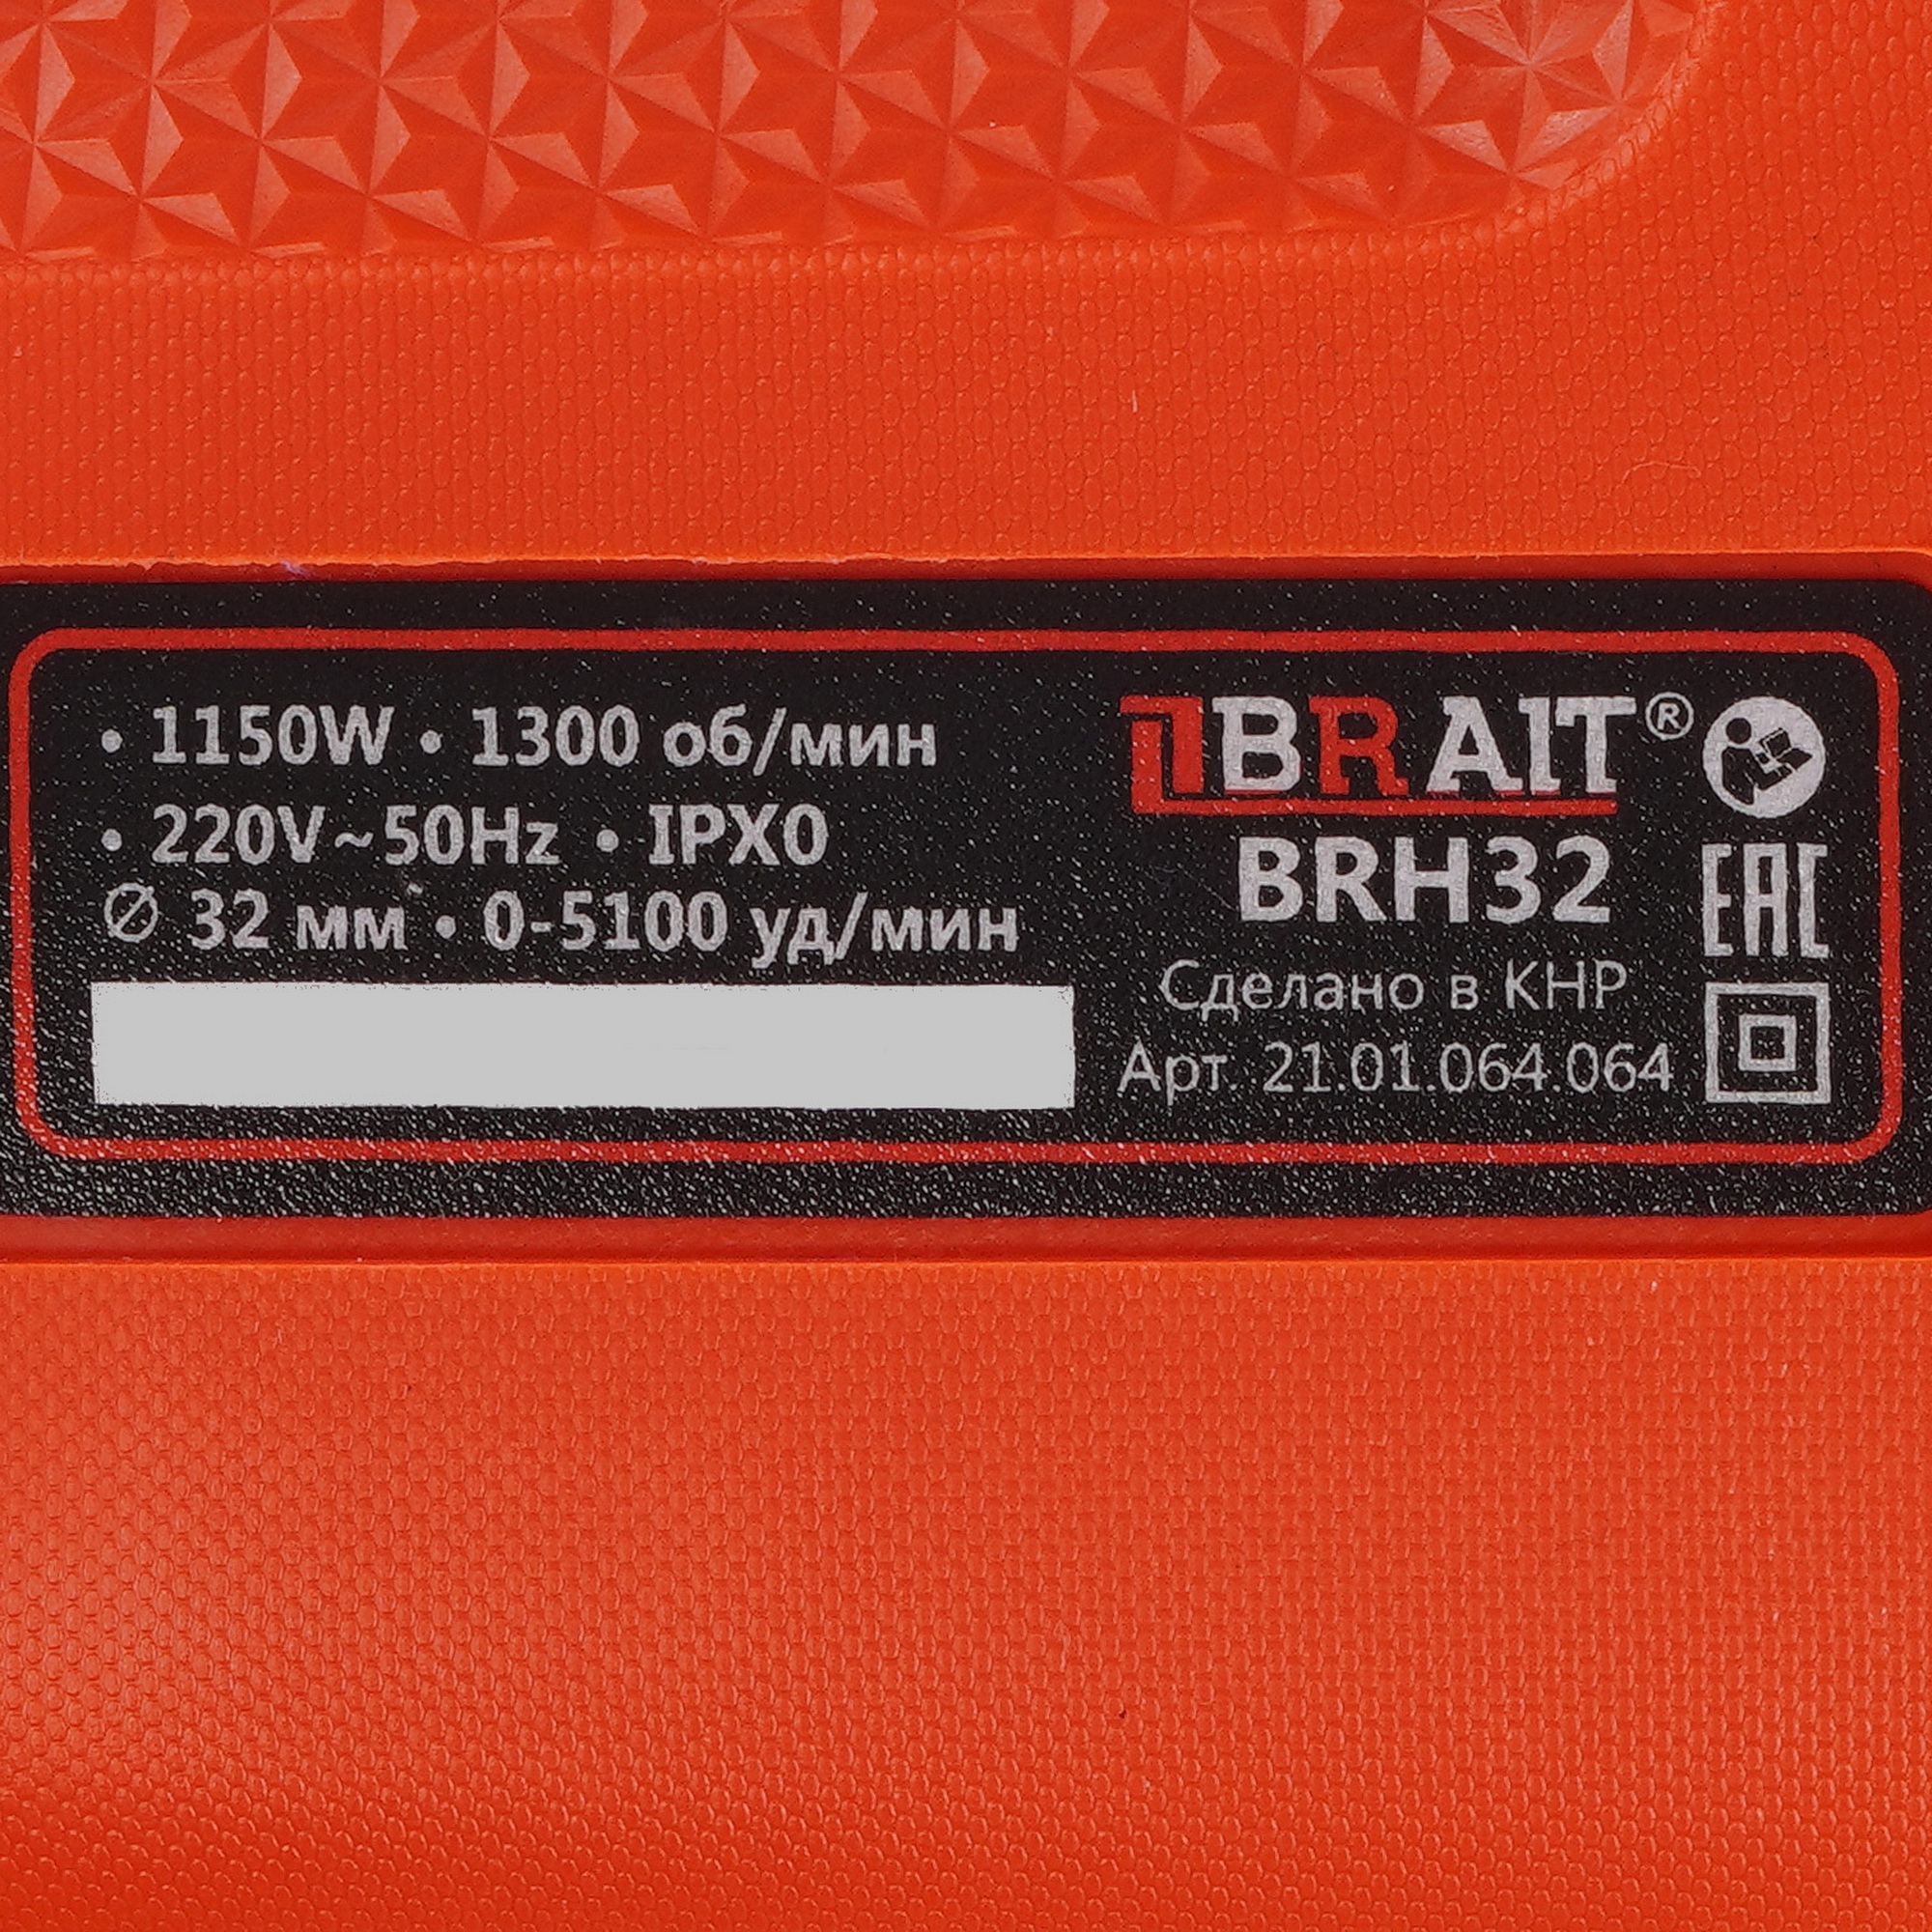 • 1150W • 1300 об/мин
• 220V~50Hz • IPX0
Ø 32 мм • 0-5100 уд/мин
BRAIT®
BRH32
Сделано в КНР
Арт. 21.01.064.064
EAC